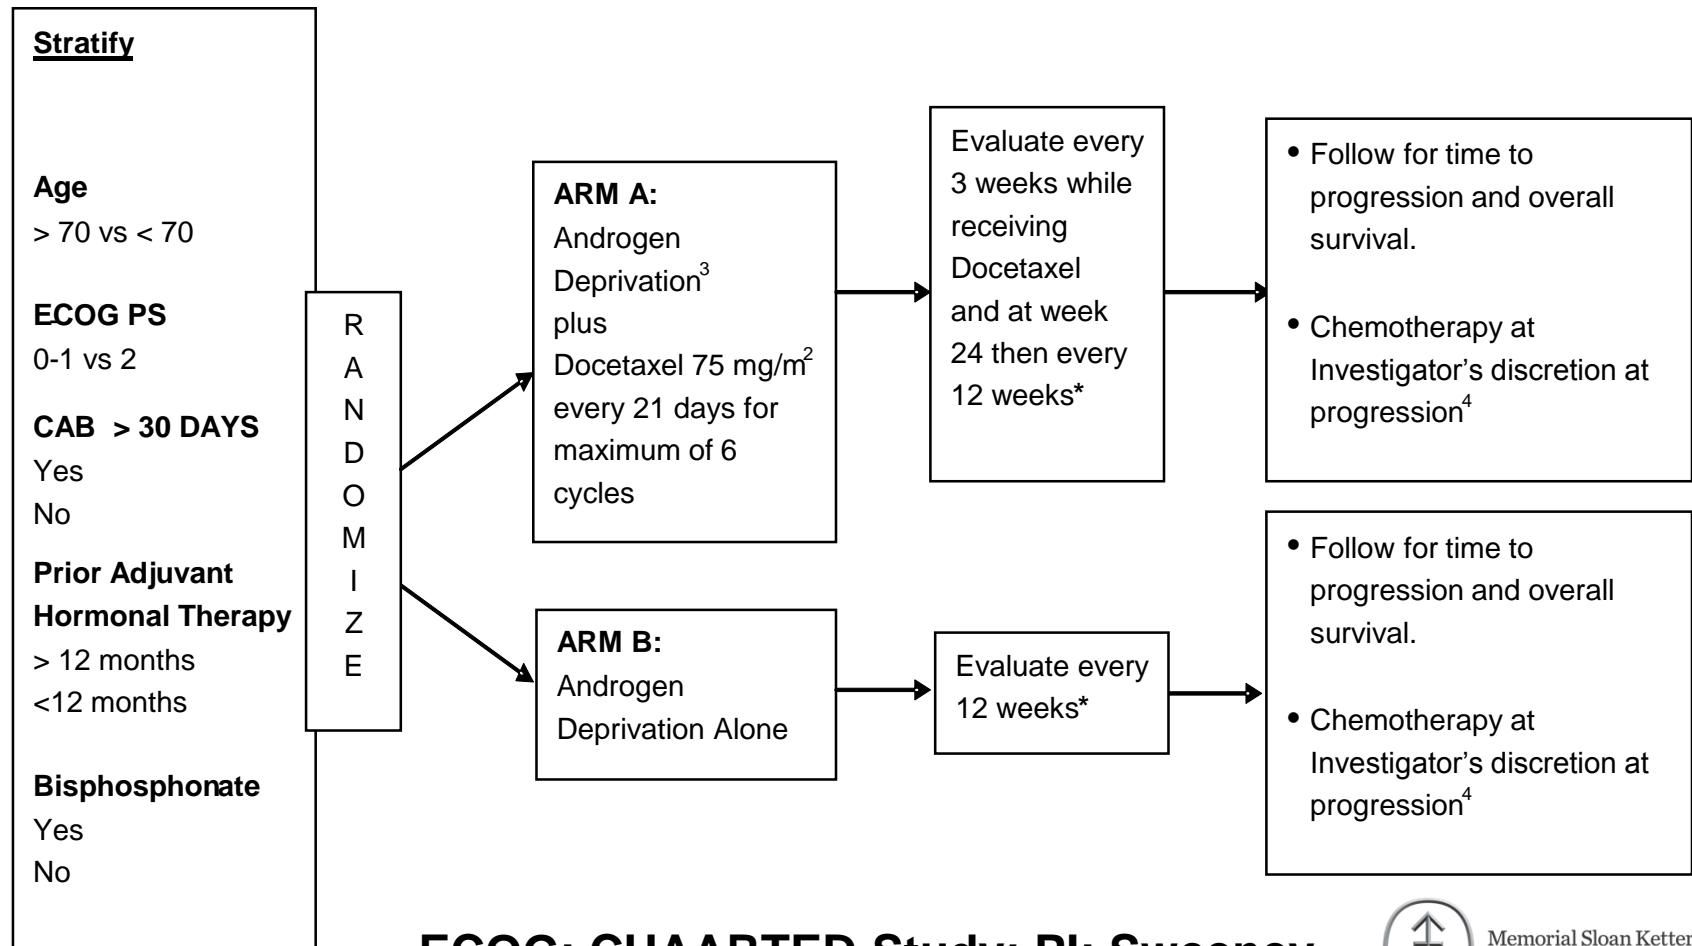 Stratify
Age
> 70 vs < 70
ECOG PS
0-1 vs 2
CAB > 30 DAYS
Yes
No
Prior Adjuvant
Hormonal Therapy
> 12 months
<12 months
Bisphosphonate
Yes
No
R
A
N
D
O
M
I
Z
E
ARM A:
Androgen
Deprivation³
plus
Docetaxel 75 mg/m²
every 21 days for
maximum of 6
cycles
Evaluate every
3 weeks while
receiving
Docetaxel
and at week
24 then every
12 weeks*
• Follow for time to
progression and overall
survival.
• Chemotherapy at
Investigator’s discretion at
progression⁴
ARM B:
Androgen
Deprivation Alone
Evaluate every
12 weeks*
• Follow for time to
progression and overall
survival.
• Chemotherapy at
Investigator’s discretion at
progression⁴
ECOG: CHAARTED Study: PI: Sweeney
Memorial Sloan Ketter